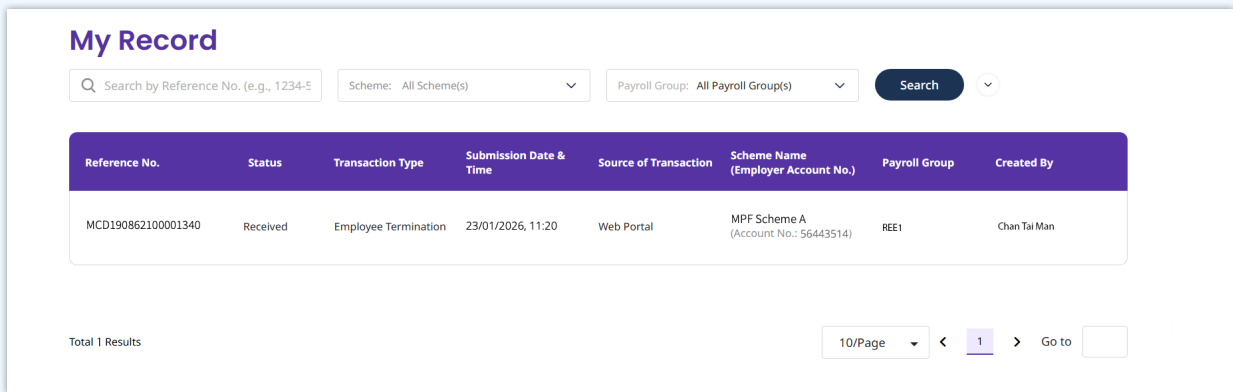 My Record
Search by Reference No. (e.g., 1234-5
Scheme: All Scheme(s)
Payroll Group: All Payroll Group(s)
Search
Reference No.
Status
Transaction Type
Submission Date &
Time
Source of Transaction
Scheme Name
(Employer Account No.)
Payroll Group
Created By
MCD190862100001340
Received
Employee Termination
23/01/2026, 11:20
Web Portal
MPF Scheme A
(Account No.: 56443514)
REE1
Chan Tai Man
Total 1 Results
10/Page
1
Go to